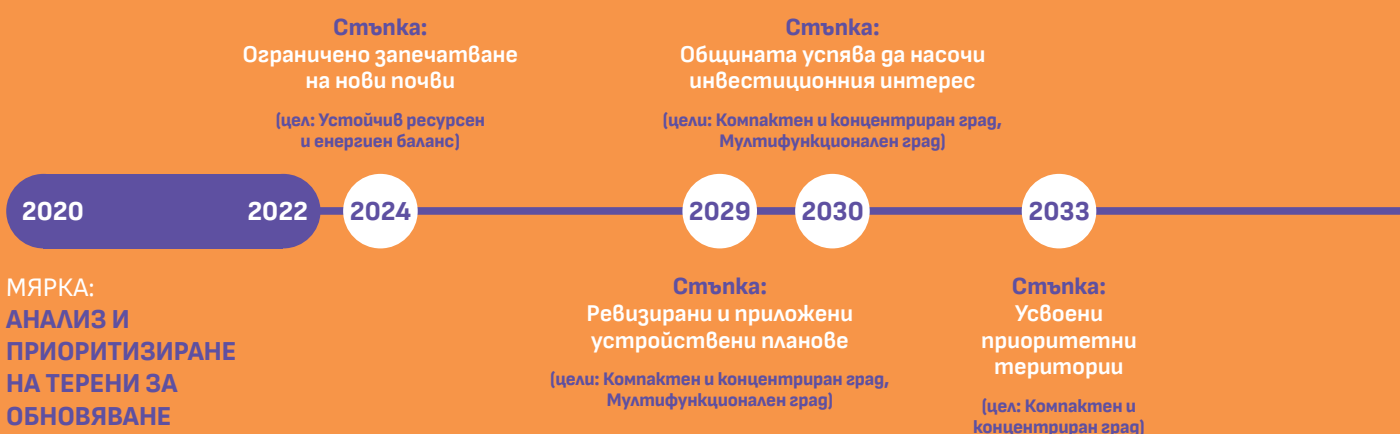 Стъпка:
Ограничено запечатване
на нови почви
(цел: Устойчив ресурсен
и енергиен баланс)
Стъпка:
Общината успява да насочи
инвестиционния интерес
(цели: Компактен и концентриран град,
Мултифункционален град)
2020
2022
2024
2029
2030
2033
МЯРКА:
АНАЛИЗ И
ПРИОРИТИЗИРАНЕ
НА ТЕРЕНИ ЗА
ОБНОВЯВАНЕ
Стъпка:
Ревизирани и приложени
устройствени планове
(цели: Компактен и концентриран град,
Мултифункционален град)
Стъпка:
Усвоени
приоритетни
територии
(цел: Компактен и
концентриран град)